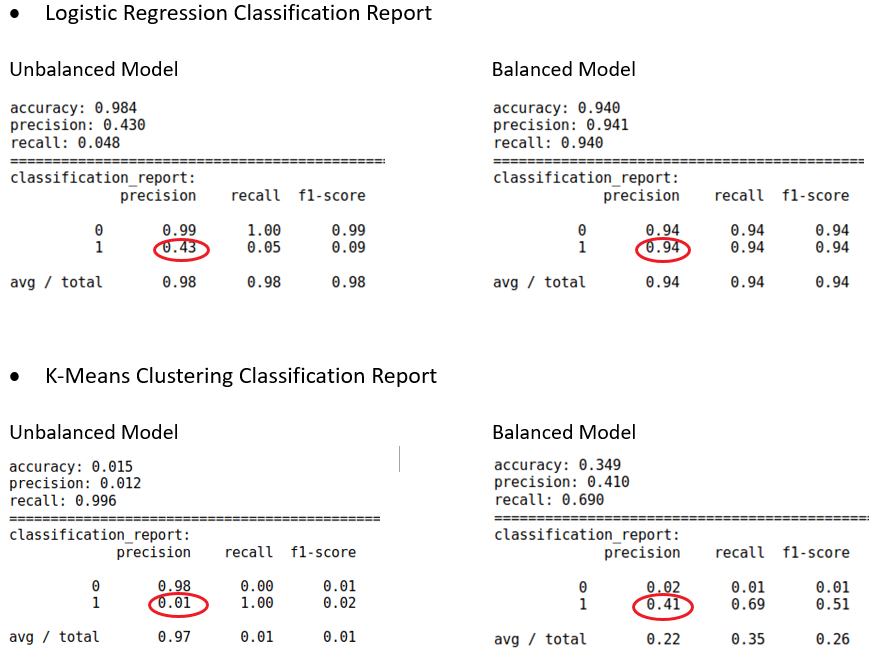 • Logistic Regression Classification Report
Unbalanced Model
accuracy: 0.984
precision: 0.430
recall: 0.048
============================================
classification_report:
precision recall f1-score
0 0.99 1.00 0.99
1 0.43 0.05 0.09
avg / total 0.98 0.98 0.98
Balanced Model
accuracy: 0.940
precision: 0.941
recall: 0.940
============================================
classification_report:
precision recall f1-score
0 0.94 0.94 0.94
1 0.94 0.94 0.94
avg / total 0.94 0.94 0.94
• K-Means Clustering Classification Report
Unbalanced Model
accuracy: 0.015
precision: 0.012
recall: 0.996
============================================
classification_report:
precision recall f1-score
0 0.98 0.00 0.01
1 0.01 1.00 0.02
avg / total 0.97 0.01 0.01
Balanced Model
accuracy: 0.349
precision: 0.410
recall: 0.690
============================================
classification_report:
precision recall f1-score
0 0.02 0.01 0.01
1 0.41 0.69 0.51
avg / total 0.22 0.35 0.26